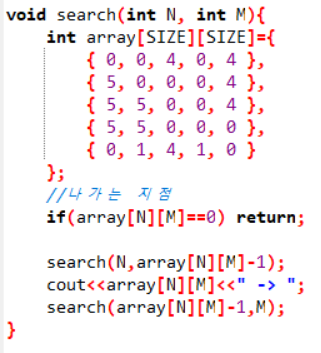 void search(int N, int M){
int array[SIZE][SIZE]={
{ 0, 0, 4, 0, 4 },
{ 5, 0, 0, 0, 4 },
{ 5, 5, 0, 0, 4 },
{ 5, 5, 0, 0, 0 },
{ 0, 1, 4, 1, 0 }
};
//나가는 지점
if(array[N][M]==0) return;
search(N,array[N][M]-1);
cout<<array[N][M]<<" -> ";
search(array[N][M]-1,M);
}